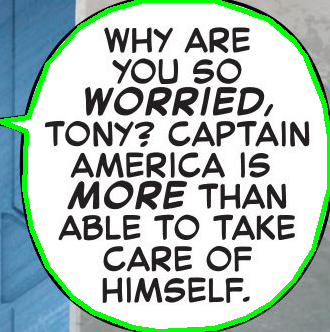 WHY ARE
YOU SO
WORRIED,
TONY? CAPTAIN
AMERICA IS
MORE THAN
ABLE TO TAKE
CARE OF
HIMSELF.